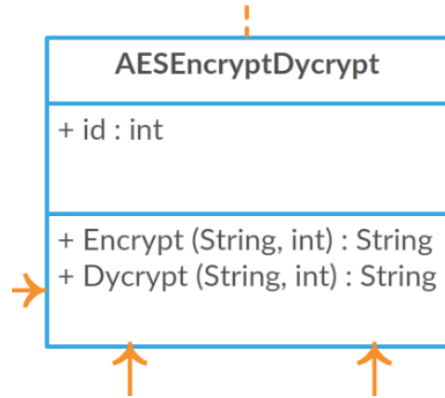 AESEncryptDycrypt
+ id : int
+ Encrypt (String, int) : String
+ Dycrypt (String, int) : String